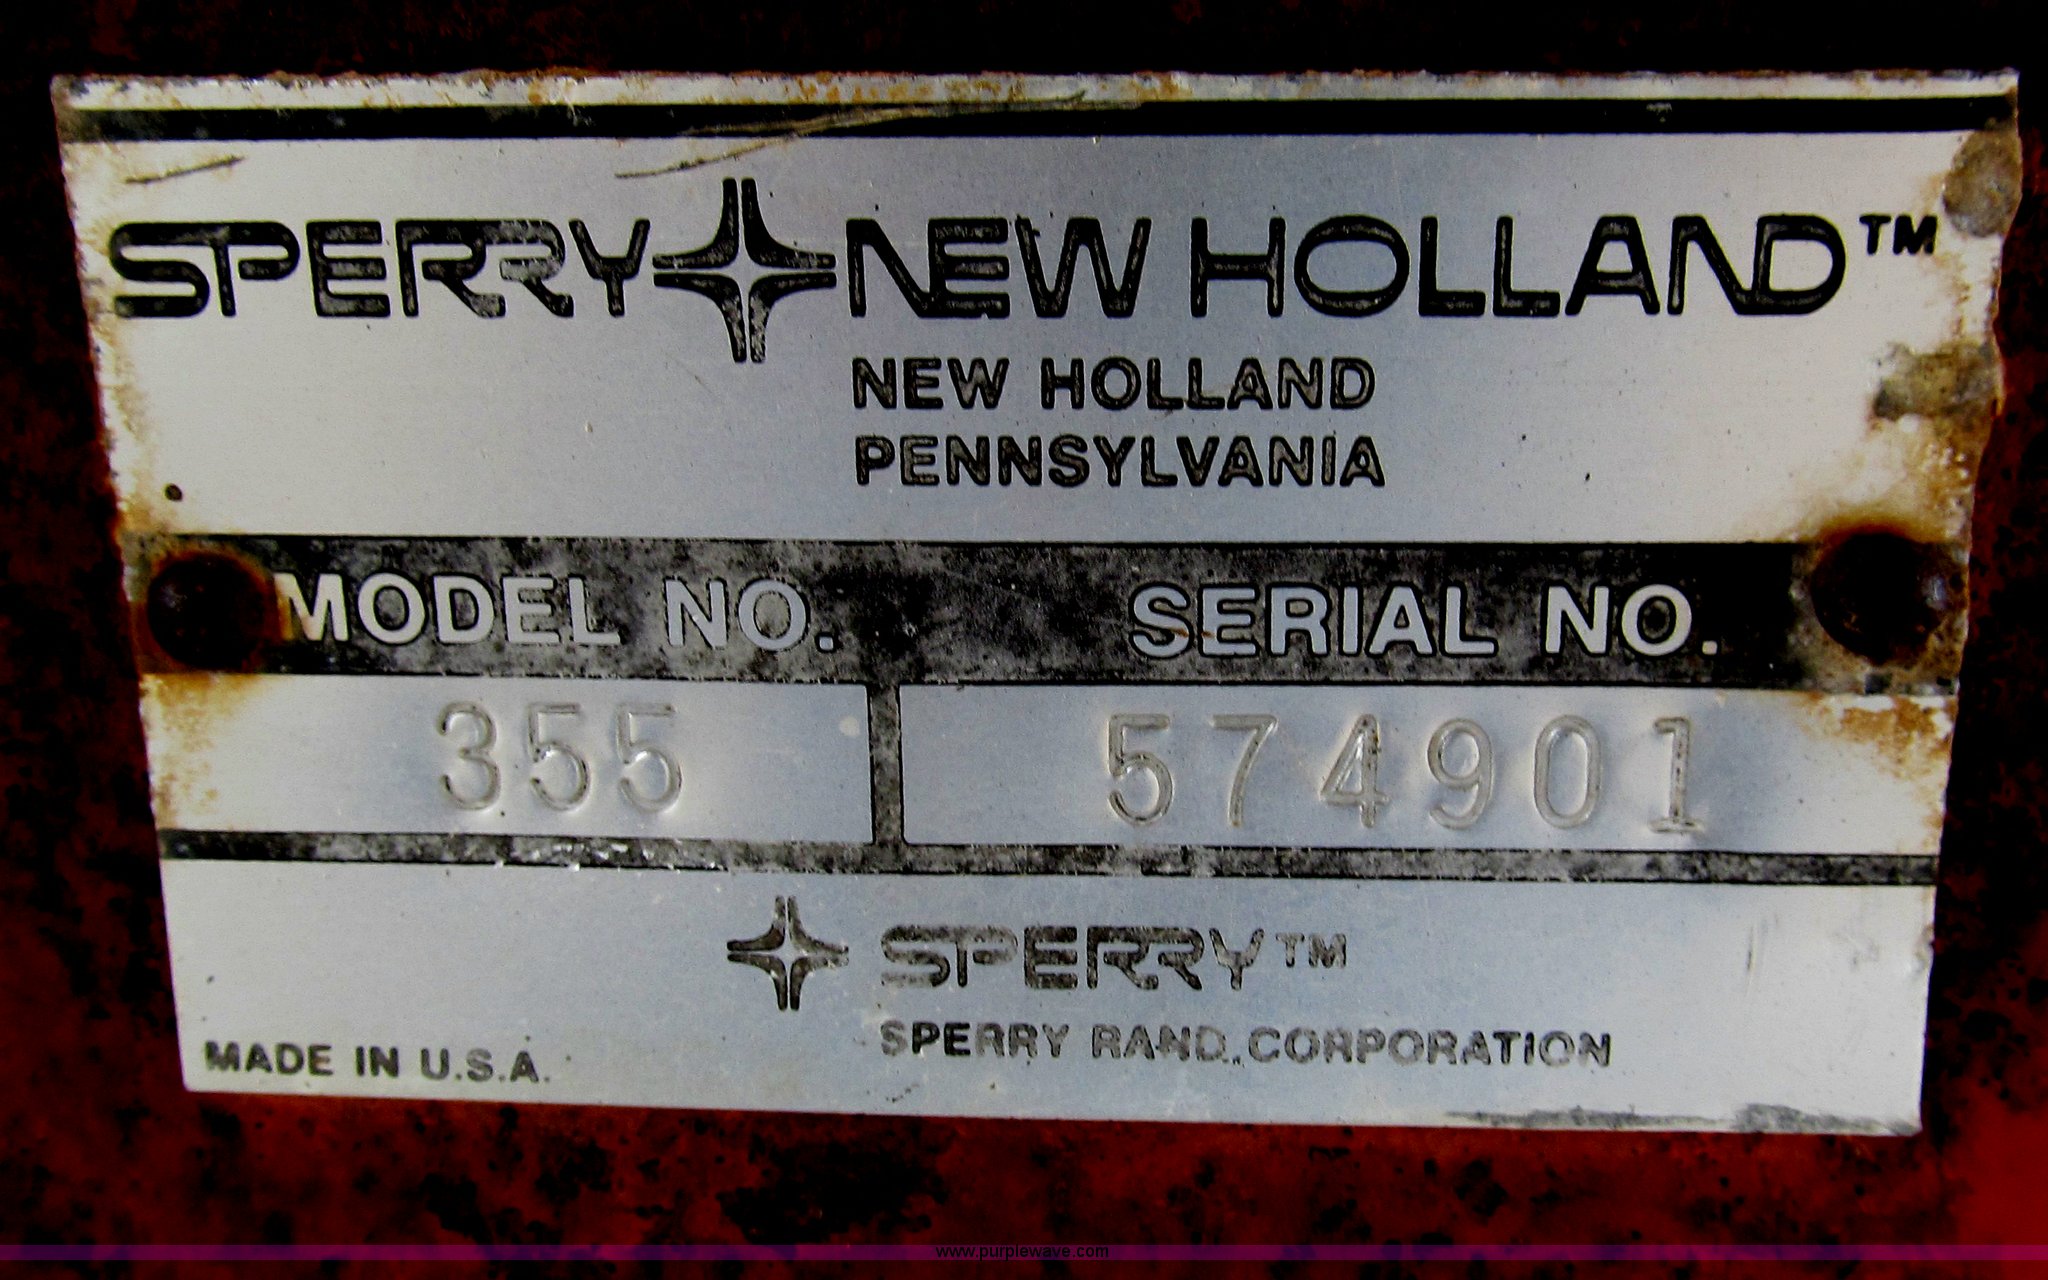 SPERRY NEW HOLLAND™
NEW HOLLAND
PENNSYLVANIA
MODEL NO. SERIAL NO.
355 574901
SPERRY™
SPERRY RAND CORPORATION
MADE IN U.S.A.
www.purplewave.com